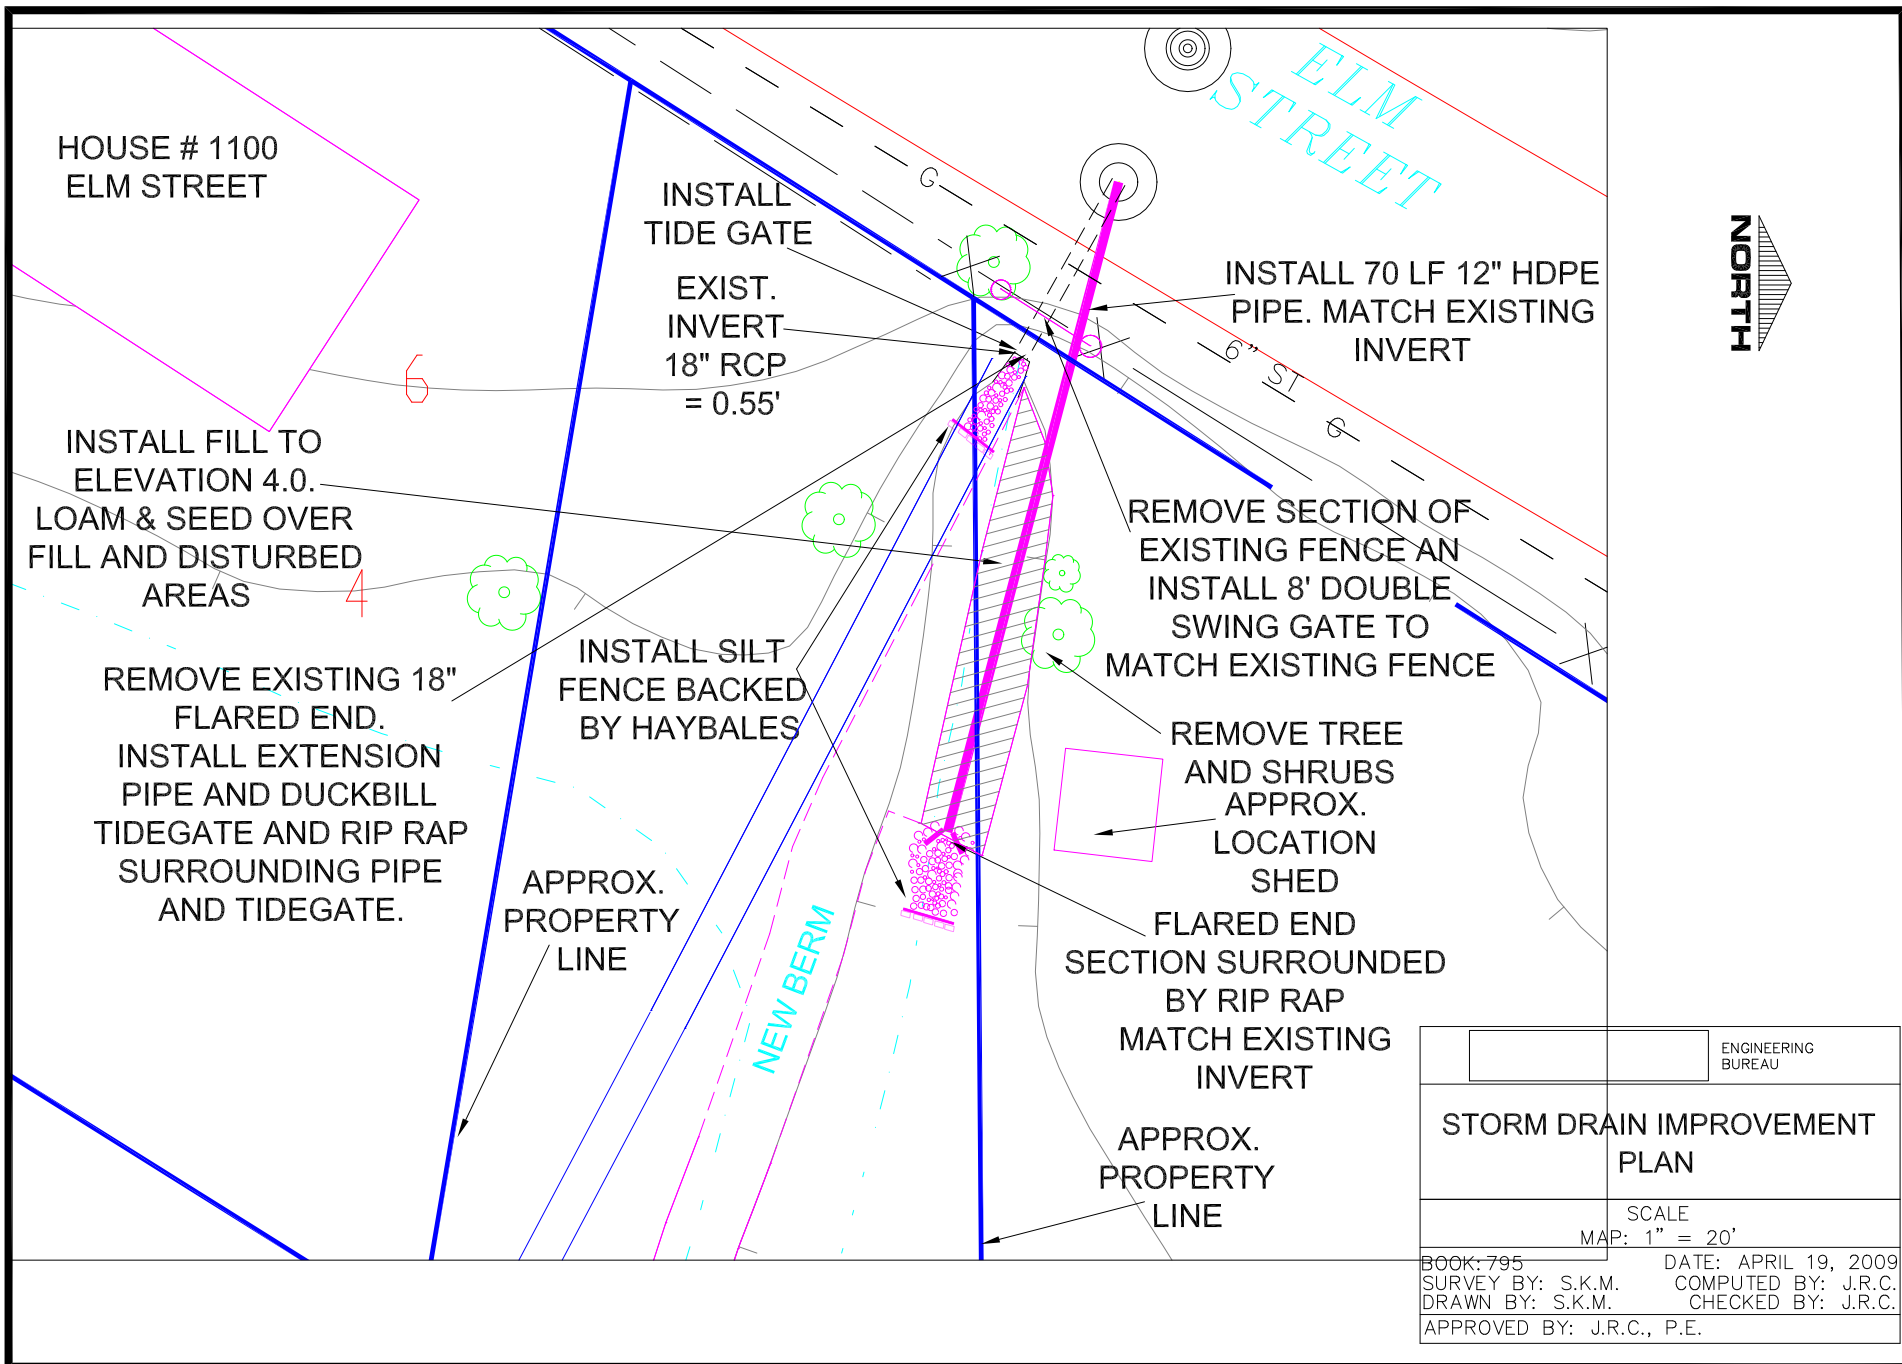 ELM
STREET
HOUSE # 1100
ELM STREET
G
INSTALL
TIDE GATE
NORTH
INSTALL 70 LF 12" HDPE
PIPE. MATCH EXISTING
INVERT
EXIST.
INVERT
18" RCP
= 0.55'
6" ST
G
6
INSTALL FILL TO
ELEVATION 4.0.
LOAM & SEED OVER
FILL AND DISTURBED
AREAS
4
REMOVE SECTION OF
EXISTING FENCE AN
INSTALL 8' DOUBLE
SWING GATE TO
MATCH EXISTING FENCE
REMOVE EXISTING 18"
FLARED END.
INSTALL EXTENSION
PIPE AND DUCKBILL
TIDEGATE AND RIP RAP
SURROUNDING PIPE
AND TIDEGATE.
INSTALL SILT
FENCE BACKED
BY HAYBALES
REMOVE TREE
AND SHRUBS
APPROX.
LOCATION
SHED
APPROX.
PROPERTY
LINE
NEW BERM
FLARED END
SECTION SURROUNDED
BY RIP RAP
MATCH EXISTING
INVERT
APPROX.
PROPERTY
LINE
ENGINEERING
BUREAU
STORM DRAIN IMPROVEMENT
PLAN
SCALE
MAP: 1" = 20'
BOOK: 795 DATE: APRIL 19, 2009
SURVEY BY: S.K.M. COMPUTED BY: J.R.C.
DRAWN BY: S.K.M. CHECKED BY: J.R.C.
APPROVED BY: J.R.C., P.E.